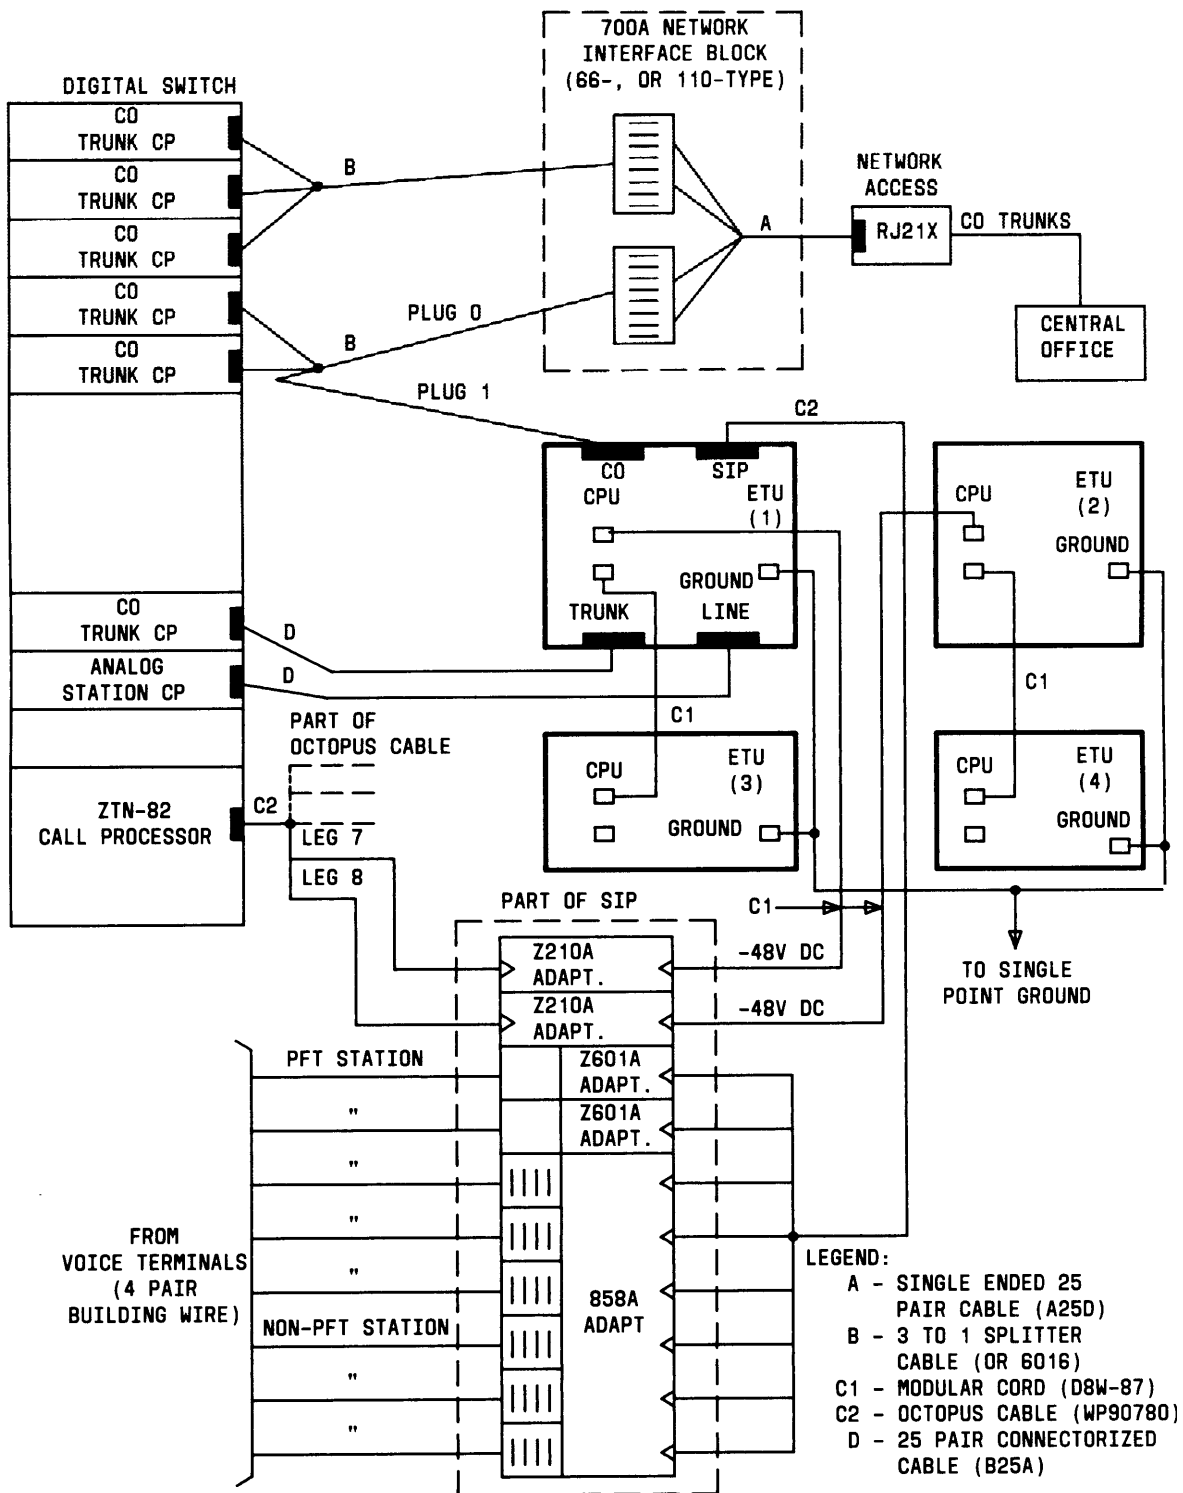 700A NETWORK
INTERFACE BLOCK
(66-, OR 110-TYPE)
DIGITAL SWITCH
CO
TRUNK CP
CO
TRUNK CP
CO
TRUNK CP
CO
TRUNK CP
CO
TRUNK CP
B
B
PLUG 0
PLUG 1
A
NETWORK
ACCESS
RJ21X
CO TRUNKS
CENTRAL
OFFICE
C2
CO
SIP
CPU
ETU
(1)
GROUND
TRUNK
LINE
CPU
ETU
(2)
GROUND
CO
TRUNK CP
D
ANALOG
STATION CP
D
C1
C1
PART OF
OCTOPUS CABLE
CPU
ETU
(3)
GROUND
CPU
ETU
(4)
GROUND
ZTN-82
CALL PROCESSOR
C2
LEG 7
LEG 8
PART OF SIP
C1
Z210A
ADAPT.
-48V DC
TO SINGLE
POINT GROUND
Z210A
ADAPT.
-48V DC
PFT STATION
Z601A
ADAPT.
"
Z601A
ADAPT.
"
"
"
FROM
VOICE TERMINALS
(4 PAIR
BUILDING WIRE)
858A
ADAPT
NON-PFT STATION
"
"
LEGEND:
A - SINGLE ENDED 25
PAIR CABLE (A25D)
B - 3 TO 1 SPLITTER
CABLE (OR 6016)
C1 - MODULAR CORD (D8W-87)
C2 - OCTOPUS CABLE (WP90780)
D - 25 PAIR CONNECTORIZED
CABLE (B25A)